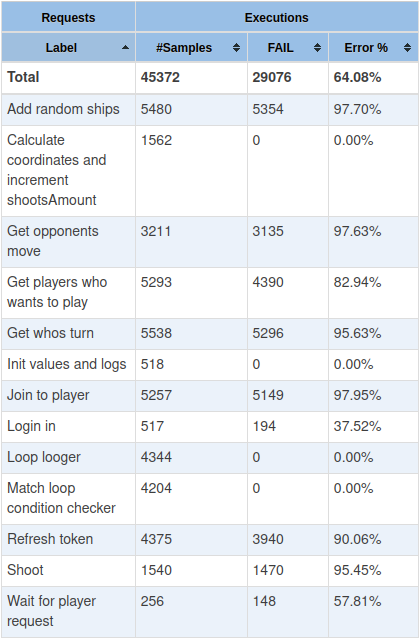 Requests Executions
Label #Samples FAIL Error %
Total 45372 29076 64.08%
Add random ships 5480 5354 97.70%
Calculate 1562 0 0.00%
coordinates and
increment
shootsAmount
Get opponents 3211 3135 97.63%
move
Get players who 5293 4390 82.94%
wants to play
Get whos turn 5538 5296 95.63%
Init values and logs 518 0 0.00%
Join to player 5257 5149 97.95%
Login in 517 194 37.52%
Loop looger 4344 0 0.00%
Match loop 4204 0 0.00%
condition checker
Refresh token 4375 3940 90.06%
Shoot 1540 1470 95.45%
Wait for player 256 148 57.81%
request